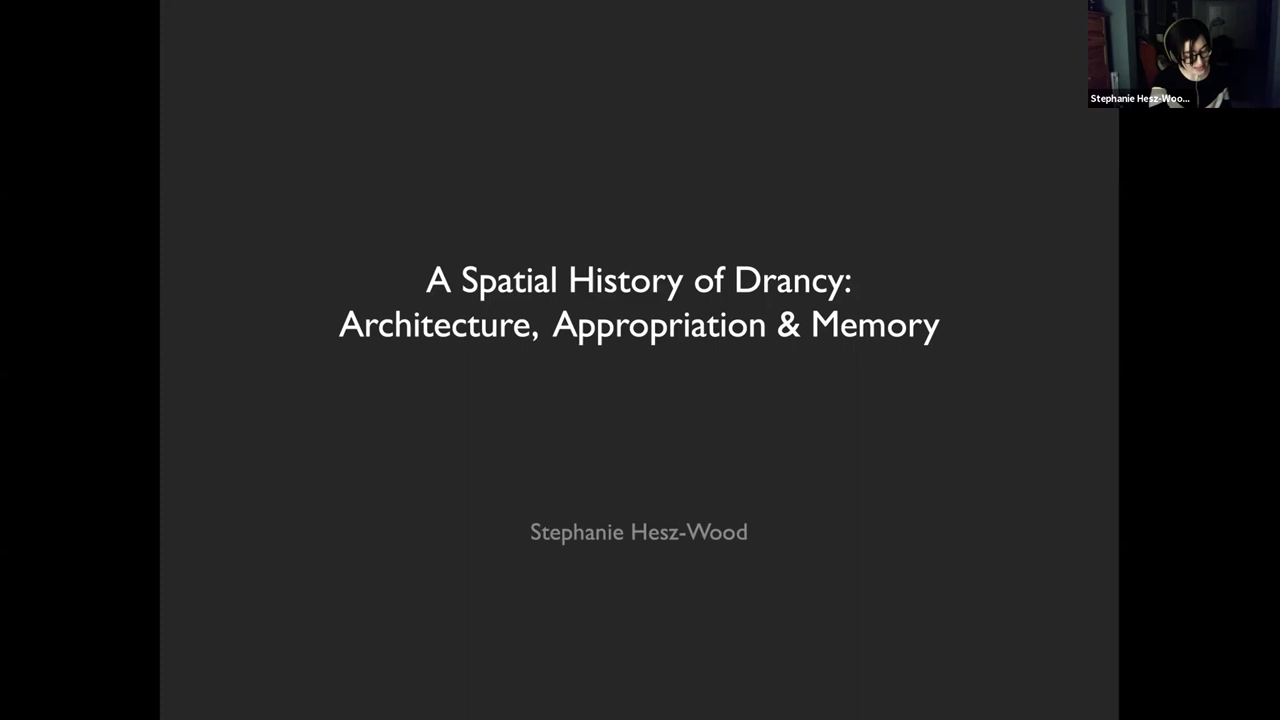 Stephanie Hesz-Woo...
A Spatial History of Drancy:
Architecture, Appropriation & Memory
Stephanie Hesz-Wood